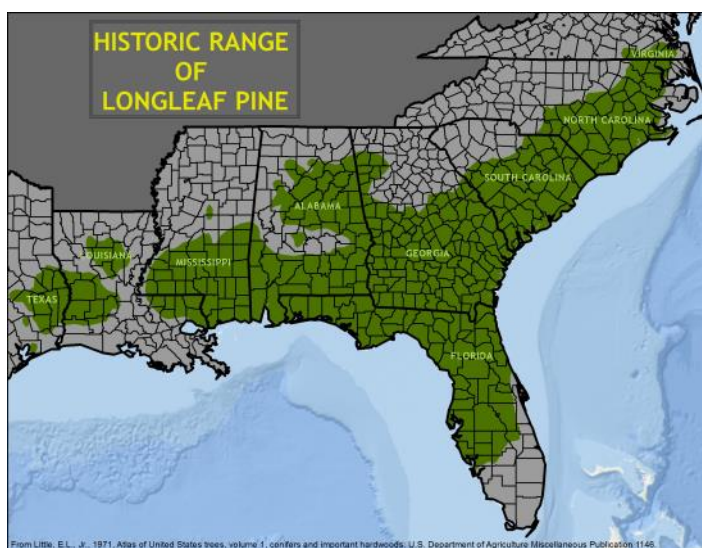 HISTORIC RANGE
OF
LONGLEAF PINE
VIRGINIA
NORTH CAROLINA
SOUTH CAROLINA
ALABAMA
GEORGIA
LOUISIANA
MISSISSIPPI
TEXAS
FLORIDA
From Little, E.L., Jr., 1971, Atlas of United States trees, volume 1, conifers and important hardwoods: U.S. Department of Agriculture Miscellaneous Publication 1146.